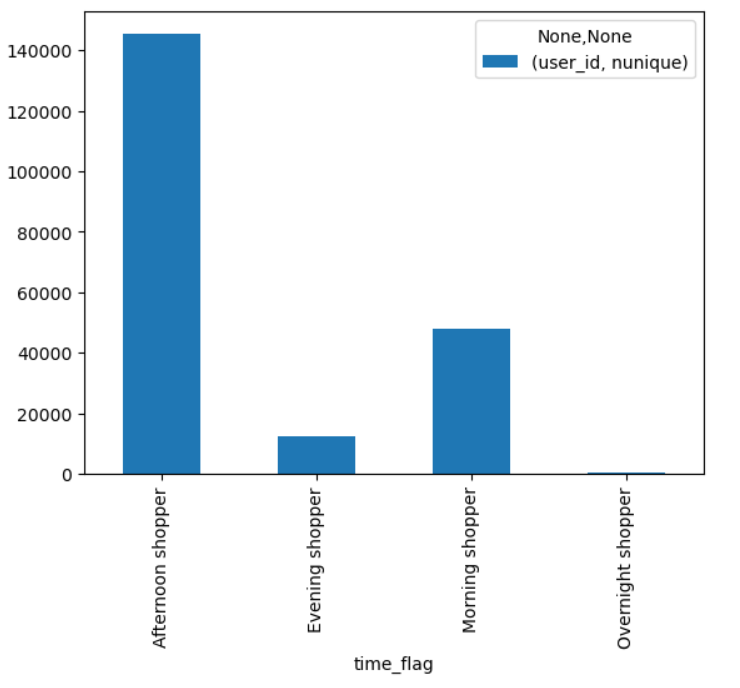 None,None
(user_id, nunique)
140000
120000
100000
80000
60000
40000
20000
0
Afternoon shopper
Evening shopper
Morning shopper
Overnight shopper
time_flag